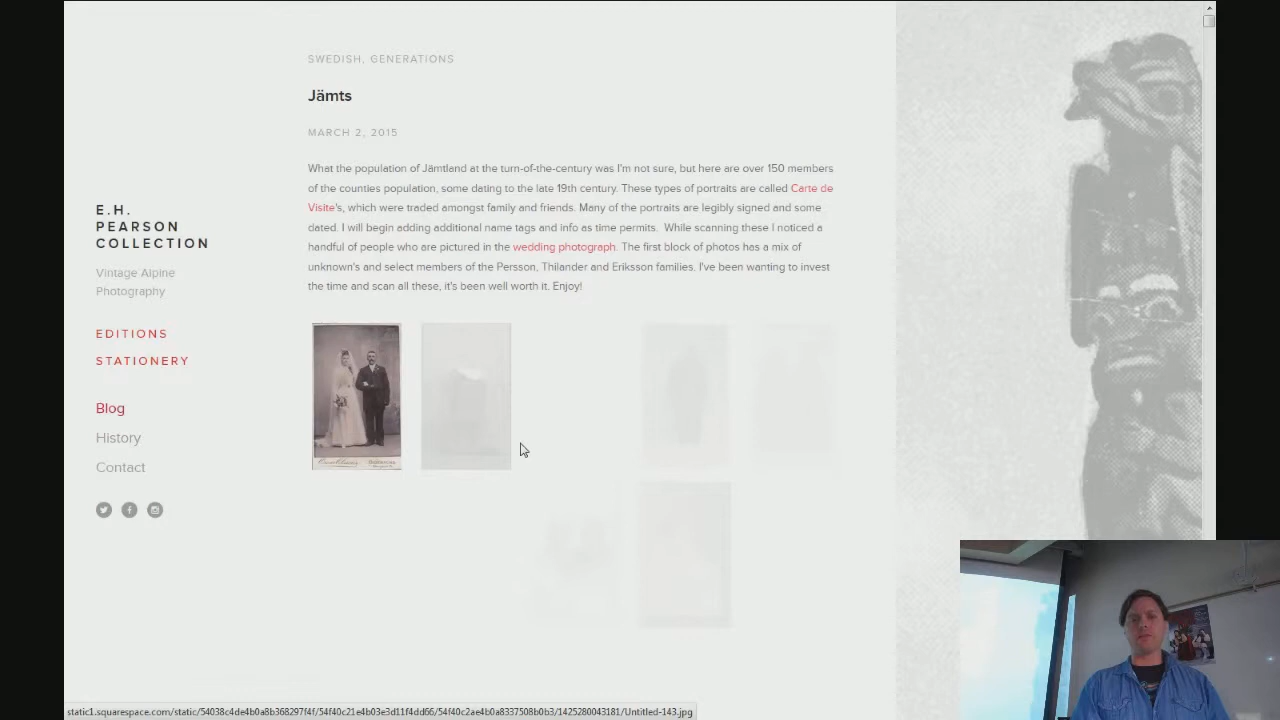 SWEDISH, GENERATIONS
Jämts
MARCH 2, 2015
What the population of Jämtland at the turn-of-the-century was I'm not sure, but here are over 150 members
of the counties population, some dating to the late 19th century. These types of portraits are called Carte de
Visite's, which were traded amongst family and friends. Many of the portraits are legibly signed and some
dated. I will begin adding additional name tags and info as time permits.  While scanning these I noticed a
handful of people who are pictured in the wedding photograph. The first block of photos has a mix of
unknown's and select members of the Persson, Thilander and Eriksson families. I've been wanting to invest
the time and scan all these, it's been well worth it. Enjoy!
E.H.
PEARSON
COLLECTION
Vintage Alpine
Photography
EDITIONS
STATIONERY
Blog
History
Contact
static1.squarespace.com/static/54038c4de4b0a8b368297f4f/54f40c21e4b03e3d11f4dd66/54f40c2ae4b0a8337508b0b3/1425280043181/Untitled-143.jpg